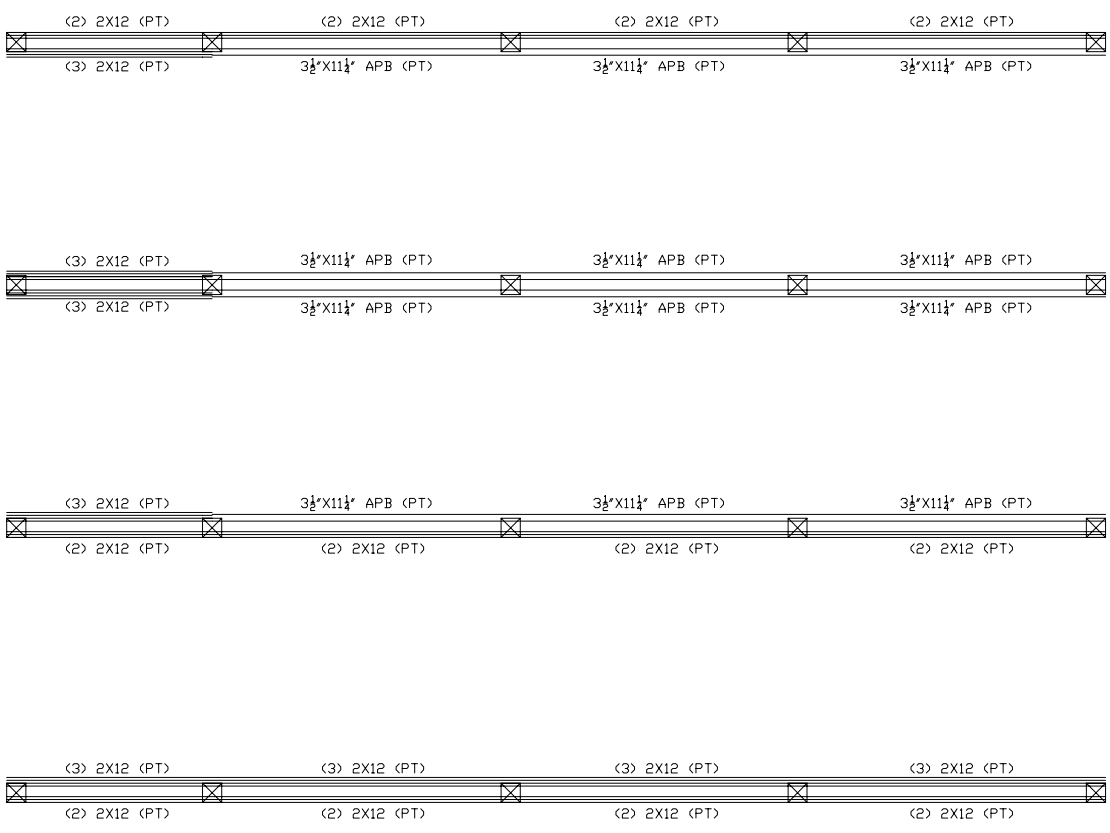 (2) 2X12 (PT) (2) 2X12 (PT) (2) 2X12 (PT) (2) 2X12 (PT)
(3) 2X12 (PT) 3½"X11¼" APB (PT) 3½"X11¼" APB (PT) 3½"X11¼" APB (PT)
(3) 2X12 (PT) 3½"X11¼" APB (PT) 3½"X11¼" APB (PT) 3½"X11¼" APB (PT)
(3) 2X12 (PT) 3½"X11¼" APB (PT) 3½"X11¼" APB (PT) 3½"X11¼" APB (PT)
(3) 2X12 (PT) 3½"X11¼" APB (PT) 3½"X11¼" APB (PT) 3½"X11¼" APB (PT)
(2) 2X12 (PT) (2) 2X12 (PT) (2) 2X12 (PT) (2) 2X12 (PT)
(3) 2X12 (PT) (3) 2X12 (PT) (3) 2X12 (PT) (3) 2X12 (PT)
(2) 2X12 (PT) (2) 2X12 (PT) (2) 2X12 (PT) (2) 2X12 (PT)